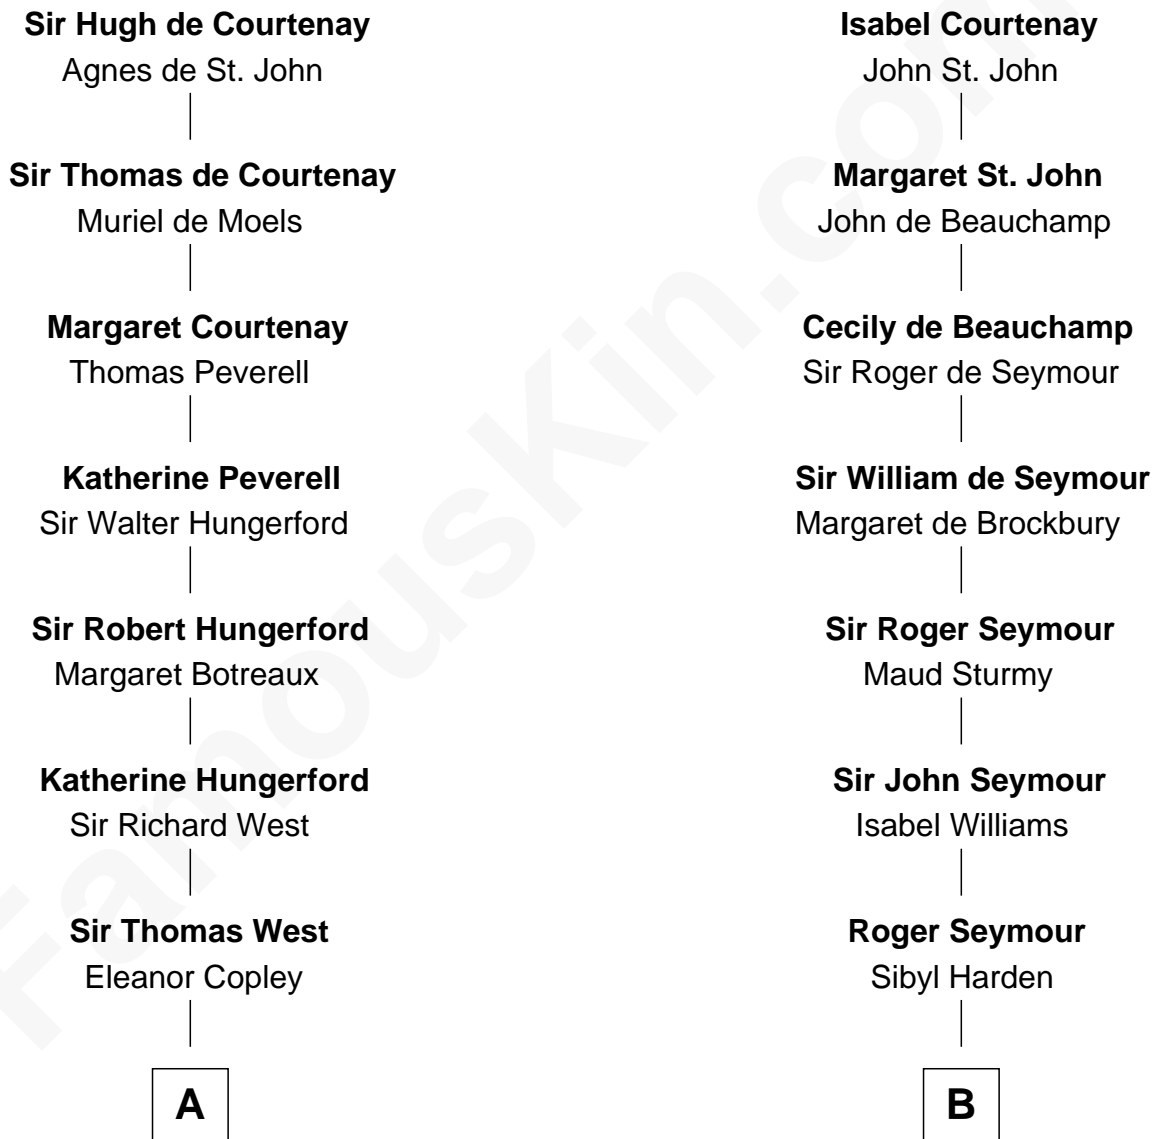 Sir Hugh de Courtenay
Agnes de St. John
Sir Thomas de Courtenay
Muriel de Moels
Margaret Courtenay
Thomas Peverell
Katherine Peverell
Sir Walter Hungerford
Sir Robert Hungerford
Margaret Botreaux
Katherine Hungerford
Sir Richard West
Sir Thomas West
Eleanor Copley
A
Isabel Courtenay
John St. John
Margaret St. John
John de Beauchamp
Cecily de Beauchamp
Sir Roger de Seymour
Sir William de Seymour
Margaret de Brockbury
Sir Roger Seymour
Maud Sturmy
Sir John Seymour
Isabel Williams
Roger Seymour
Sibyl Harden
B
FamousKin.com